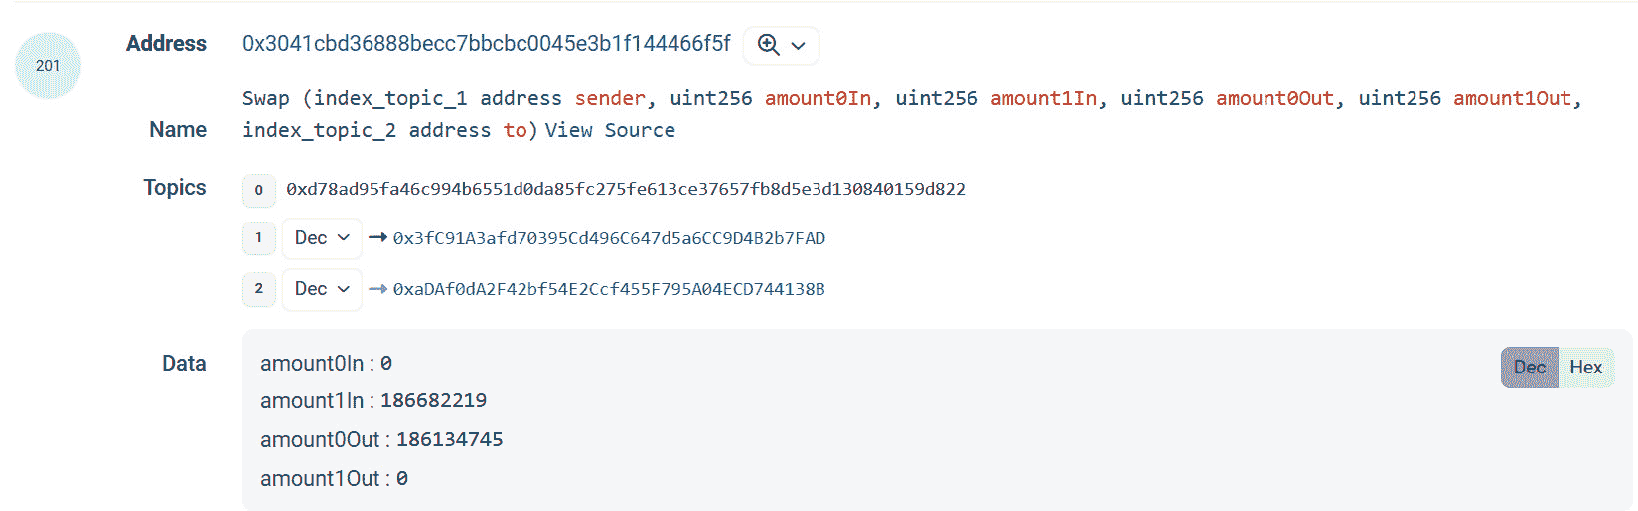 201
Address 0x3041cbd36888becc7bbcbc0045e3b1f144466f5f
Swap (index_topic_1 address sender, uint256 amount0In, uint256 amount1In, uint256 amount0Out, uint256 amount1Out,
Name index_topic_2 address to) View Source
Topics 0 0xd78ad95fa46c994b6551d0da85fc275fe613ce37657fb8d5e3d130840159d822
1 Dec → 0x3fC91A3afd70395Cd496C647d5a6CC9D4B2b7FAD
2 Dec → 0xaDAf0dA2F42bf54E2Ccf455F795A04ECD744138B
Data amount0In : 0 Dec Hex
amount1In : 186682219
amount0Out : 186134745
amount1Out : 0